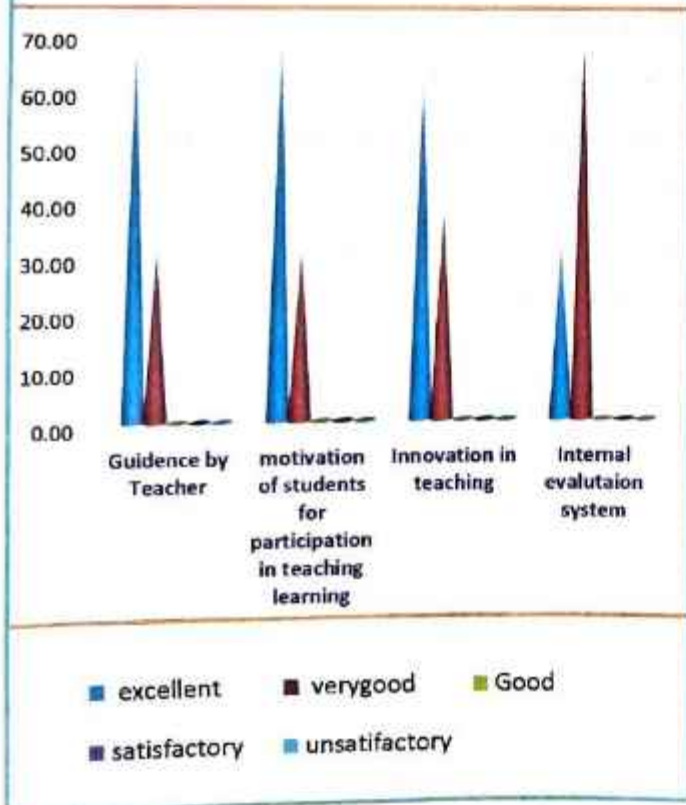 70.00
60.00
50.00
40.00
30.00
20.00
10.00
0.00
Guidence by
Teacher
motivation
of students
for
participation
in teaching
learning
Innovation in
teaching
Internal
evalutaion
system
excellent
verygood
Good
satisfactory
unsatifactory